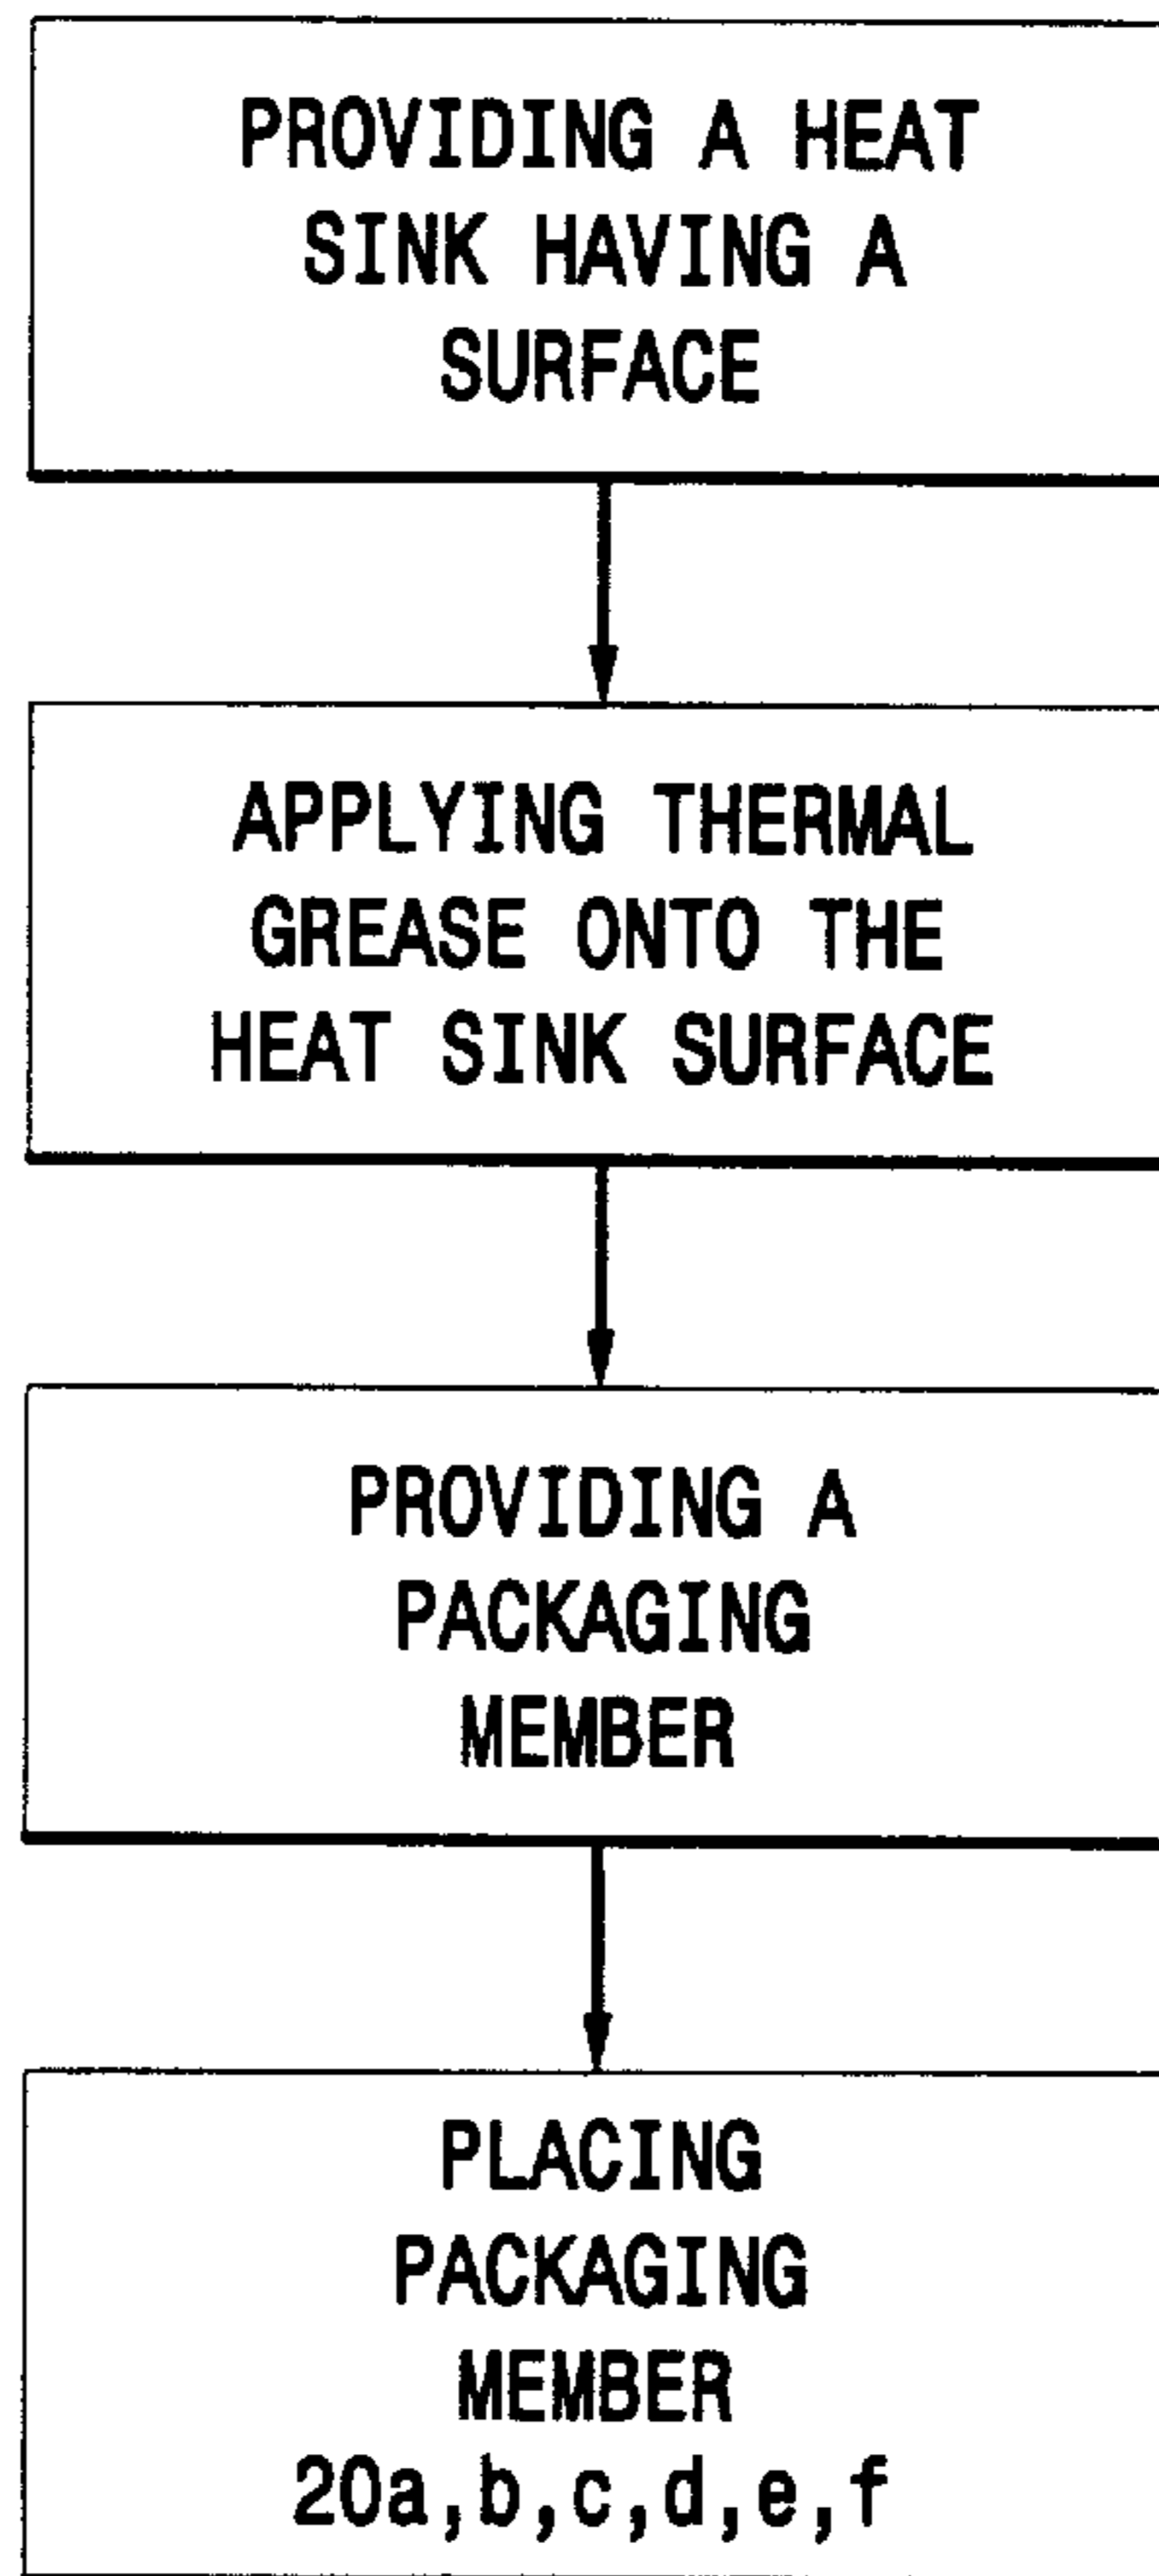 PROVIDING A HEAT
SINK HAVING A
SURFACE
APPLYING THERMAL
GREASE ONTO THE
HEAT SINK SURFACE
PROVIDING A
PACKAGING
MEMBER
PLACING
PACKAGING
MEMBER
20a,b,c,d,e,f